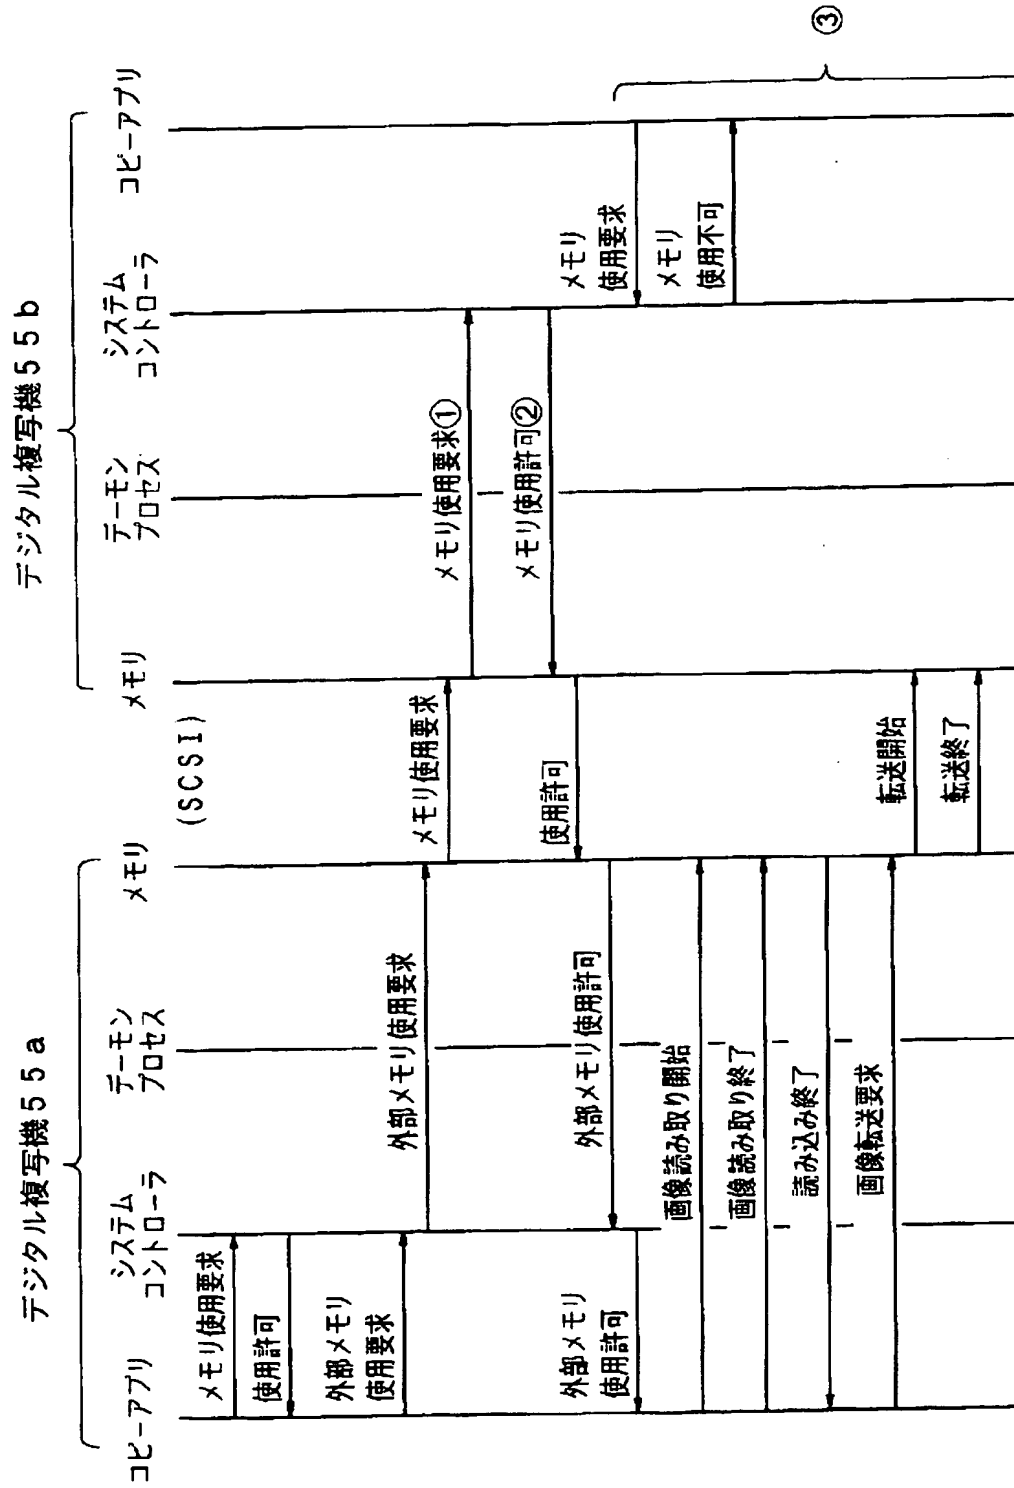 デジタル複写機55a
デジタル複写機55b
コピーアプリ
システム
コントローラ
デーモン
プロセス
メモリ
(SCSI)
メモリ
デーモン
プロセス
システム
コントローラ
コピーアプリ
メモリ使用要求
使用許可
外部メモリ
使用要求
外部メモリ使用要求
メモリ使用要求
メモリ使用要求①
メモリ使用許可②
使用許可
外部メモリ使用許可
外部メモリ
使用許可
メモリ
使用要求
メモリ
使用不可
③
画像読み取り開始
画像読み取り終了
読み込み終了
画像転送要求
転送開始
転送終了